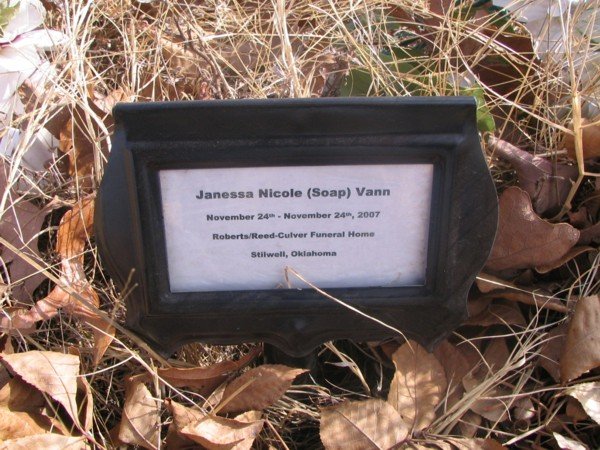 Janessa Nicole (Soap) Vann
November 24th - November 24th, 2007
Roberts/Reed-Culver Funeral Home
Stilwell, Oklahoma